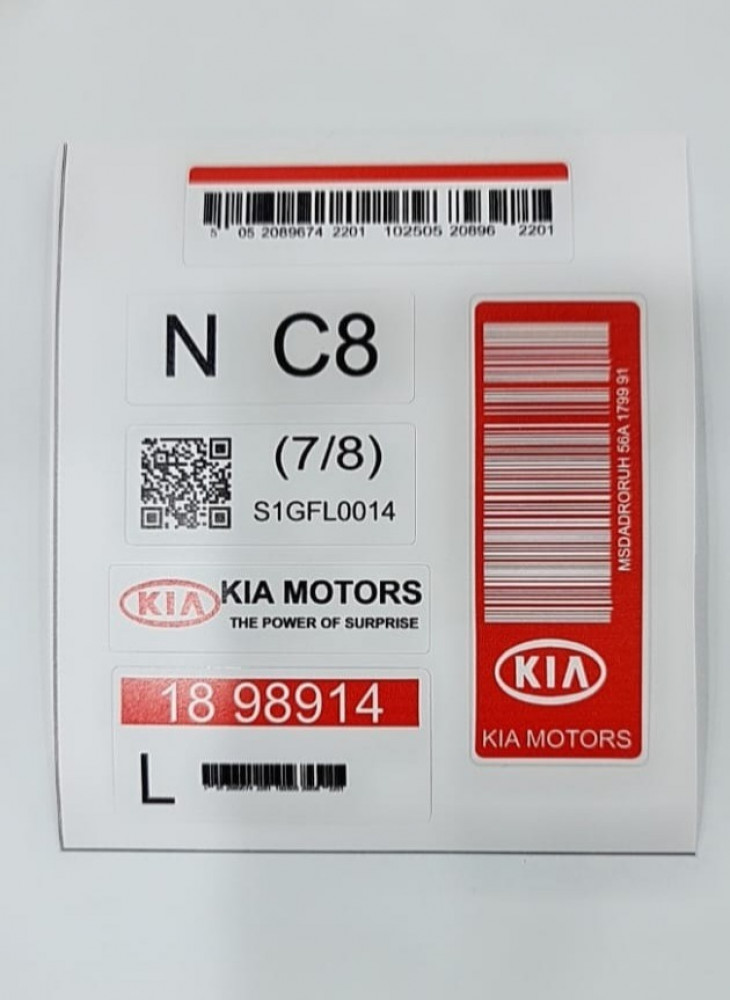 5 05 2089674 2201 102505 20896 2201
N C8
(7/8)
S1GFL0014
KIA KIA MOTORS
THE POWER OF SURPRISE
18 98914
L
MSDADRORUH 56A 1799 91
KIA
KIA MOTORS